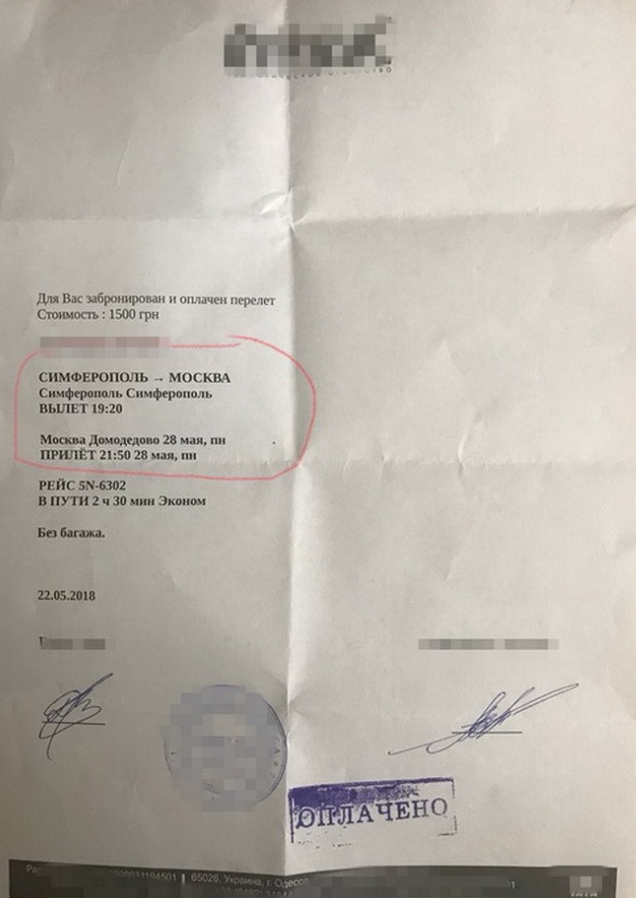 Для Вас забронирован и оплачен перелет
Стоимость : 1500 грн
СИМФЕРОПОЛЬ → МОСКВА
Симферополь Симферополь
ВЫЛЕТ 19:20
Москва Домодедово 28 мая, пн
ПРИЛЁТ 21:50 28 мая, пн
РЕЙС 5N-6302
В ПУТИ 2 ч 30 мин Эконом
Без багажа.
22.05.2018
ОПЛАЧЕНО
65026, Украина, г. Одесса